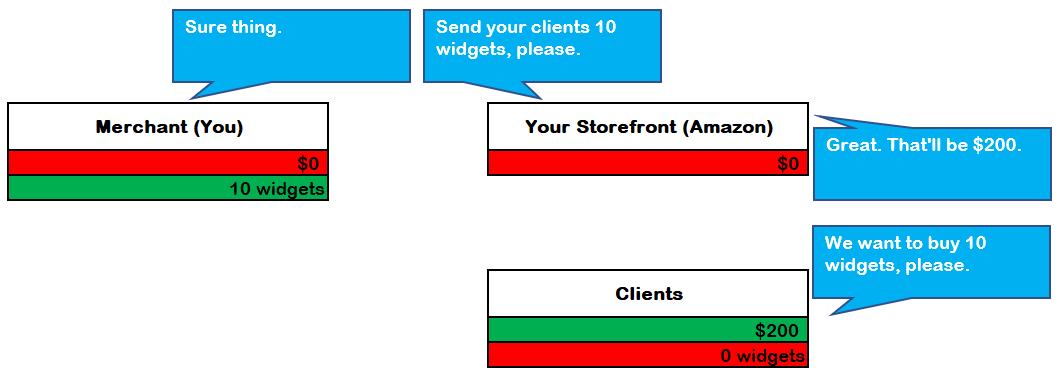 Sure thing.
Send your clients 10
widgets, please.
Merchant (You)
$0
10 widgets
Your Storefront (Amazon)
$0
Great. That'll be $200.
We want to buy 10
widgets, please.
Clients
$200
0 widgets